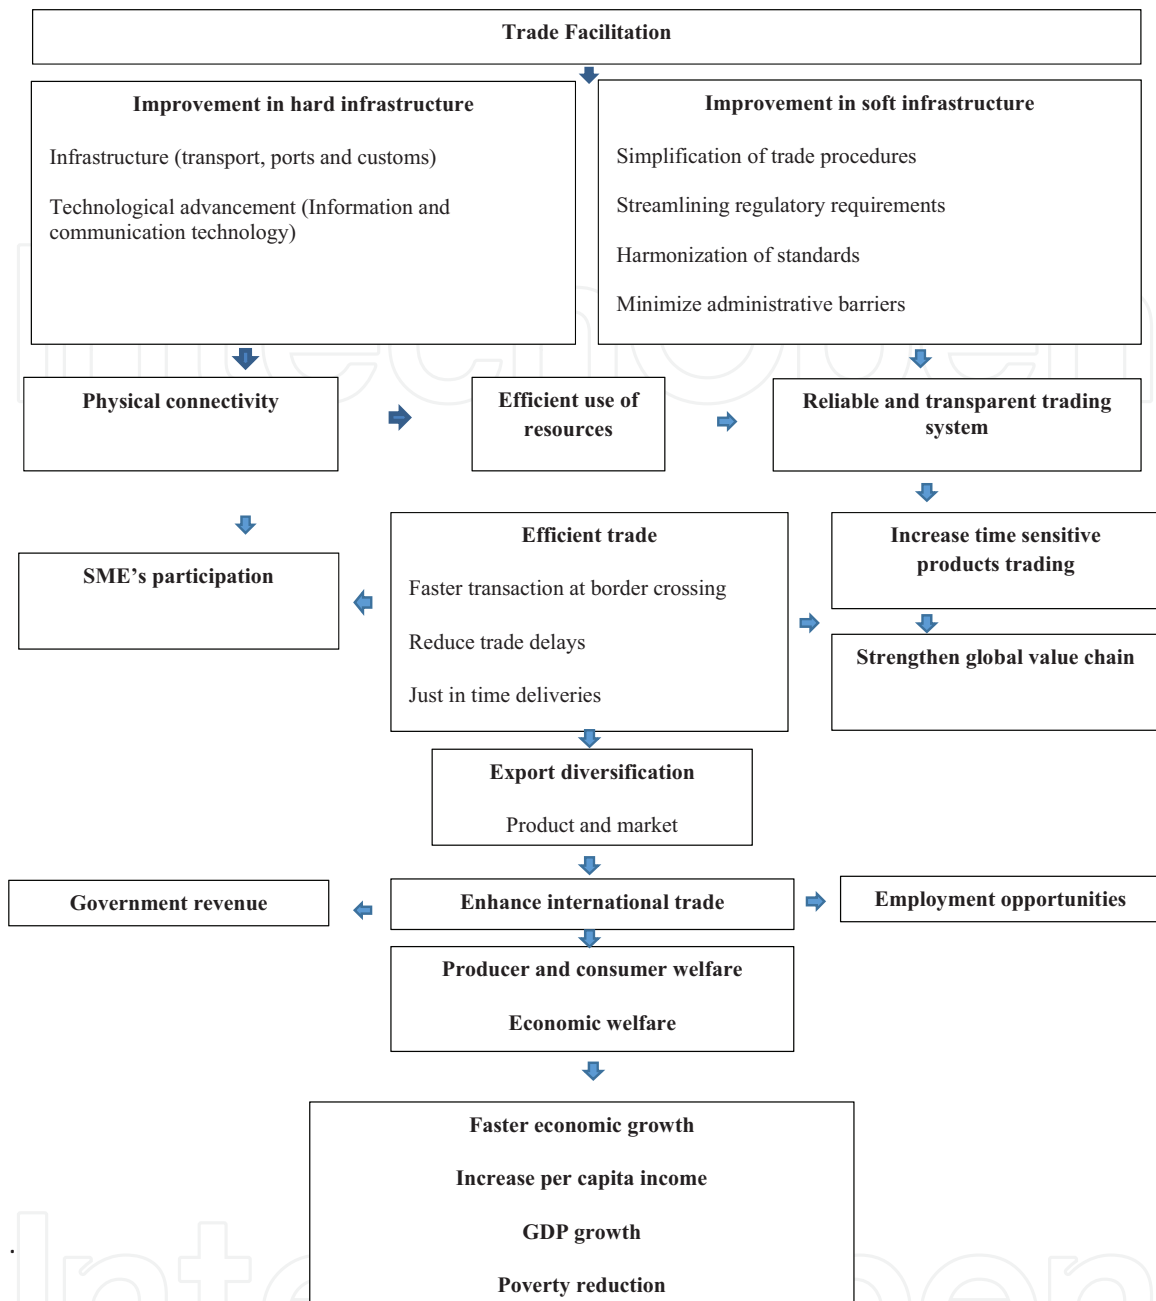 Trade Facilitation
Improvement in hard infrastructure
Infrastructure (transport, ports and customs)
Technological advancement (Information and
communication technology)
Improvement in soft infrastructure
Simplification of trade procedures
Streamlining regulatory requirements
Harmonization of standards
Minimize administrative barriers
Physical connectivity
Efficient use of
resources
Reliable and transparent trading
system
SME’s participation
Efficient trade
Faster transaction at border crossing
Reduce trade delays
Just in time deliveries
Increase time sensitive
products trading
Strengthen global value chain
Export diversification
Product and market
Government revenue
Enhance international trade
Employment opportunities
Producer and consumer welfare
Economic welfare
Faster economic growth
Increase per capita income
GDP growth
.
Poverty reduction
IntechOpen
IntechOpen